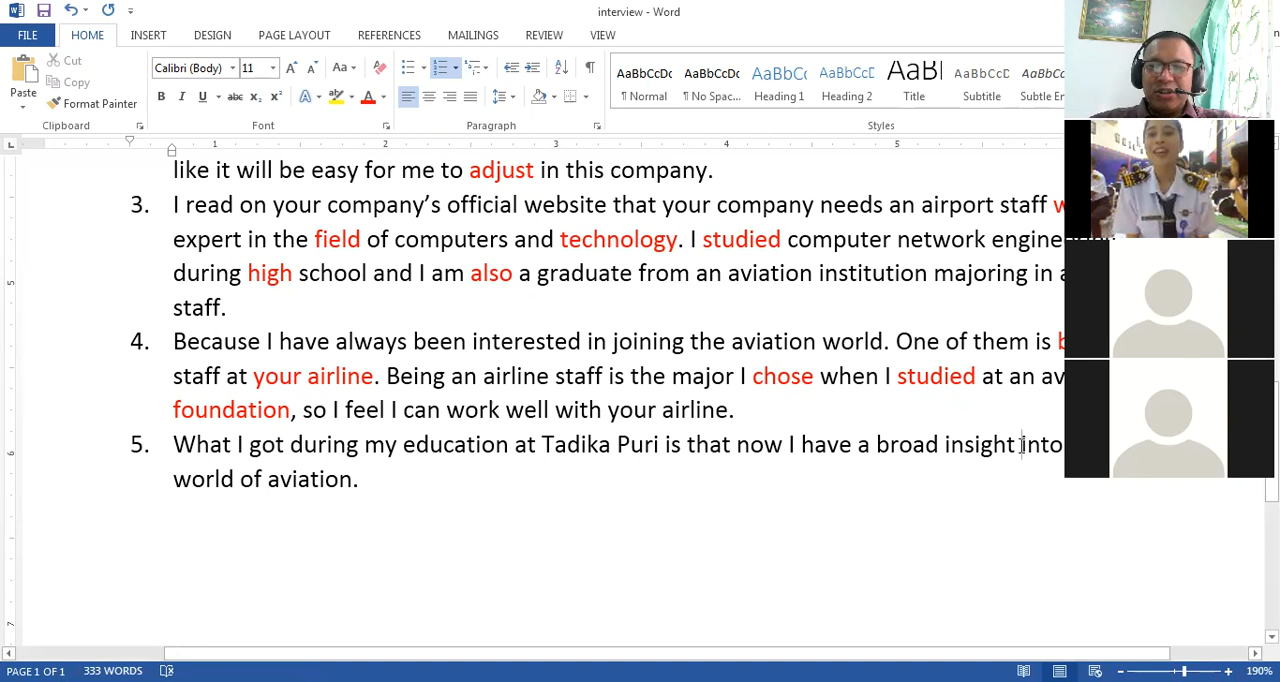 interview - Word
FILE HOME INSERT DESIGN PAGE LAYOUT REFERENCES MAILINGS REVIEW VIEW
Cut
Copy
Format Painter
Paste
Calibri (Body) 11
AaBbCcDc AaBbCcDc AaBbC AaBbCcC AaBl AaBbCcD AaBbCcD
¶ Normal ¶ No Spac... Heading 1 Heading 2 Title Subtitle Subtle Em
Clipboard Font Paragraph Styles
1 2 3 4 5
like it will be easy for me to adjust in this company.
3. I read on your company's official website that your company needs an airport staff
expert in the field of computers and technology. I studied computer network
during high school and I am also a graduate from an aviation institution majoring in
staff.
4. Because I have always been interested in joining the aviation world. One of them is
staff at your airline. Being an airline staff is the major I chose when I studied at an
foundation, so I feel I can work well with your airline.
5. What I got during my education at Tadika Puri is that now I have a broad insight into
world of aviation.
PAGE 1 OF 1 333 WORDS 190%